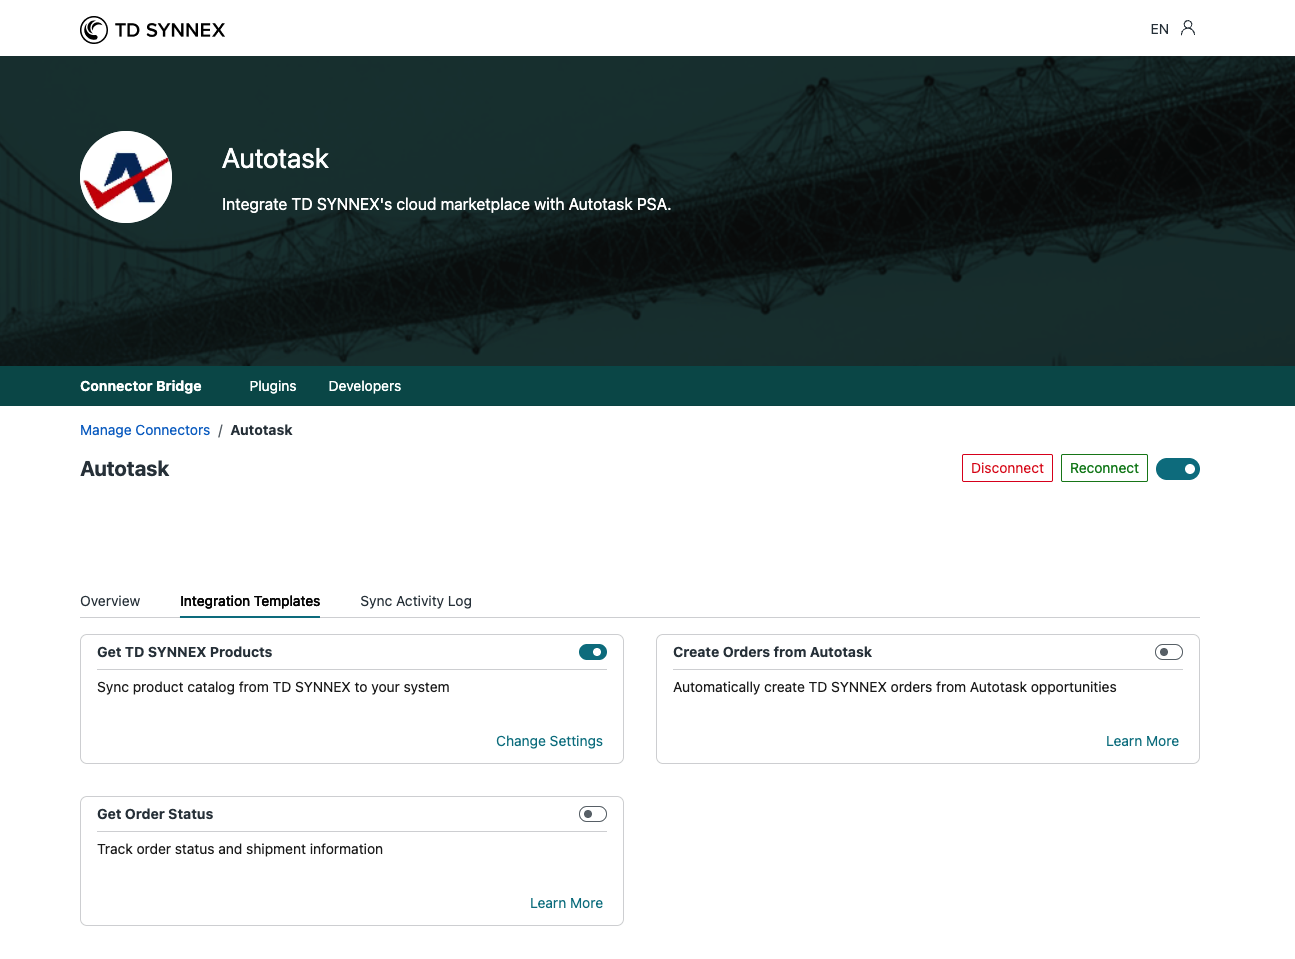 TD SYNNEX
EN
Autotask
Integrate TD SYNNEX's cloud marketplace with Autotask PSA.
Connector Bridge Plugins Developers
Manage Connectors / Autotask
Autotask
Disconnect Reconnect
Overview Integration Templates Sync Activity Log
Get TD SYNNEX Products
Sync product catalog from TD SYNNEX to your system
Change Settings
Create Orders from Autotask
Automatically create TD SYNNEX orders from Autotask opportunities
Learn More
Get Order Status
Track order status and shipment information
Learn More